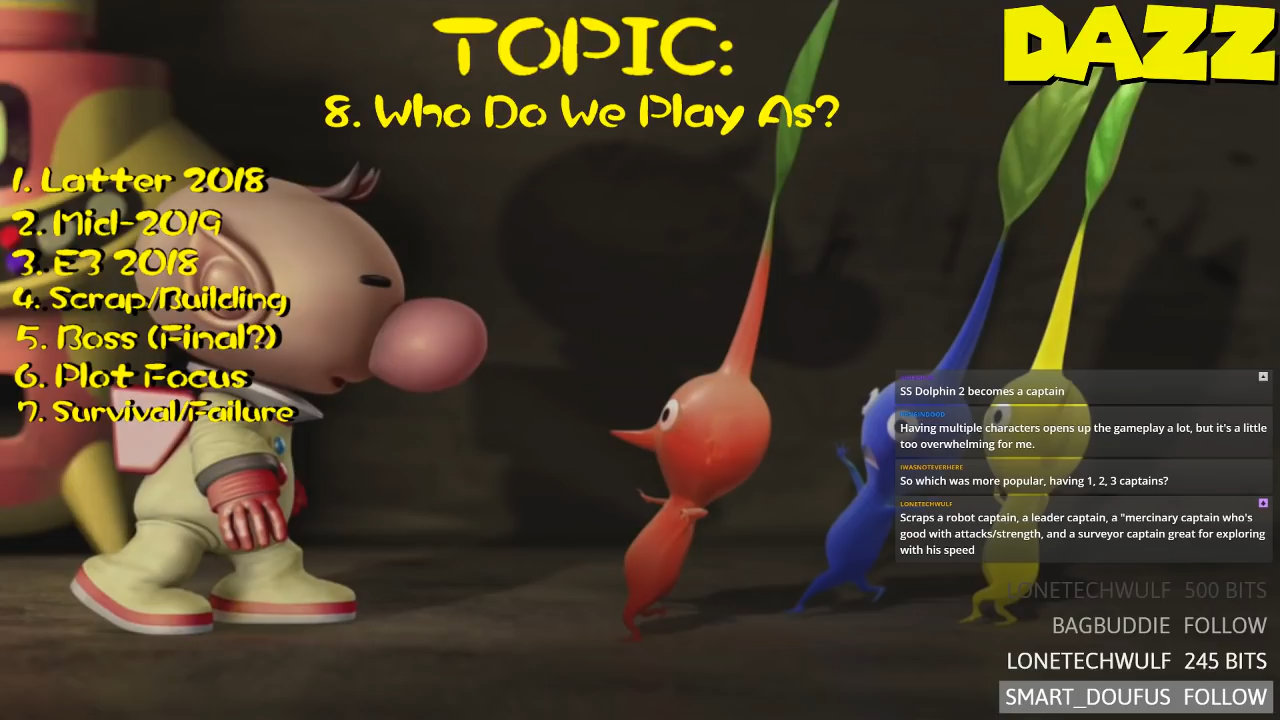 TOPIC:
DAZZ
8. Who Do We Play As?
1. Latter 2018
2. Mid-2019
3. E3 2018
4. Scrap/Building
5. Boss (Final?)
6. Plot Focus
7. Survival/Failure
SS Dolphin 2 becomes a captain
Having multiple characters opens up the gameplay a lot, but it's a little
too overwhelming for me.
IWASNOTEVERHERE
So which was more popular, having 1, 2, 3 captains?
LONETECHWULF
Scraps a robot captain, a leader captain, a "mercinary captain who's
good with attacks/strength, and a surveyor captain great for exploring
with his speed
LONETECHWULF 500 BITS
BAGBUDDIE FOLLOW
LONETECHWULF 245 BITS
SMART_DOUFUS FOLLOW